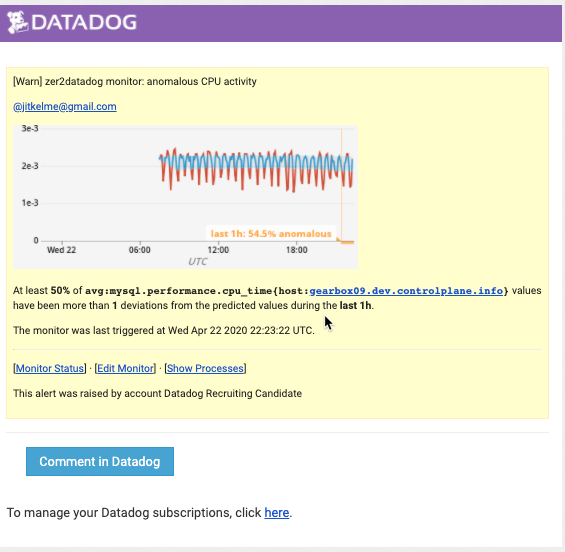 DATADOG
[Warn] zer2datadog monitor: anomalous CPU activity
@jitkelme@gmail.com
3e-3
2e-3
1e-3
0
last 1h: 54.5% anomalous
Wed 22 06:00 12:00 18:00
UTC
At least 50% of avg:mysql.performance.cpu_time{host:gearbox09.dev.controlplane.info} values
have been more than 1 deviations from the predicted values during the last 1h.
The monitor was last triggered at Wed Apr 22 2020 22:23:22 UTC.
[Monitor Status] · [Edit Monitor] · [Show Processes]
This alert was raised by account Datadog Recruiting Candidate
Comment in Datadog
To manage your Datadog subscriptions, click here.